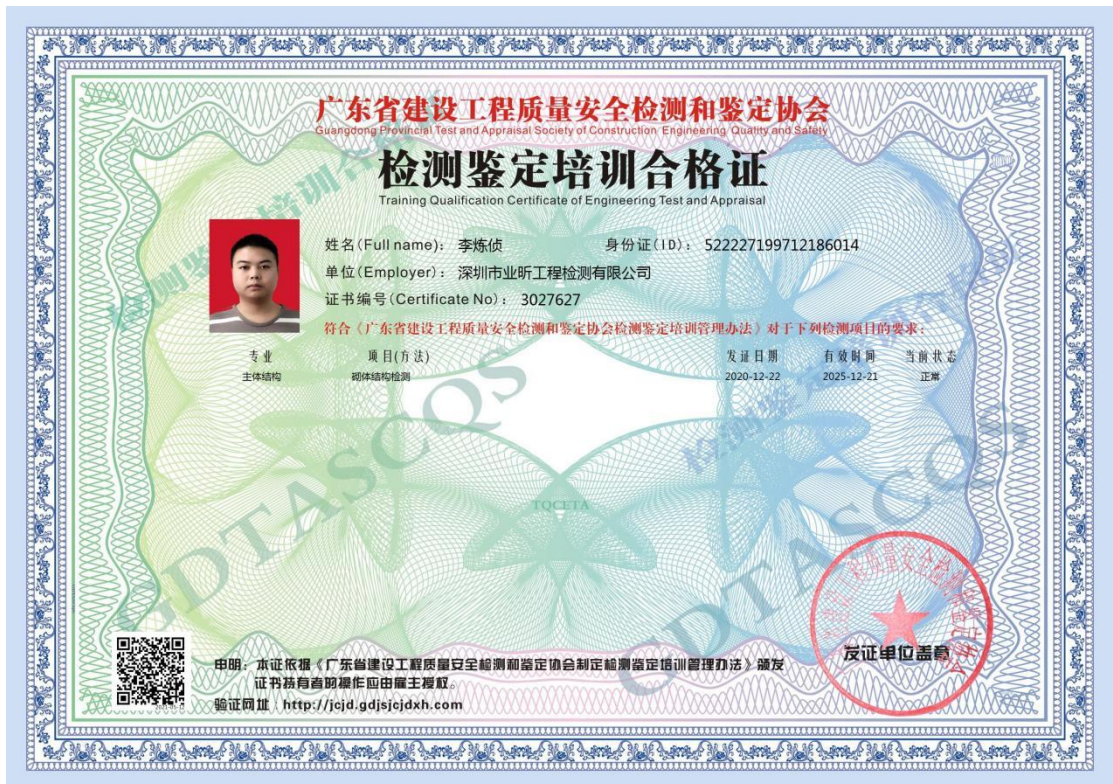 广东省建设工程质量安全检测和鉴定协会
Guangdong Provincial Test and Appraisal Society of Construction Engineering Quality and Safety
检测鉴定培训合格证
Training Qualification Certificate of Engineering Test and Appraisal
姓名(Full name): 李炼侦 身份证(ID): 522227199712186014
单位(Employer): 深圳市业昕工程检测有限公司
证书编号(Certificate No): 3027627
符合《广东省建设工程质量安全检测和鉴定协会检测鉴定培训管理办法》对于下列检测项目的要求:
专业 项目(方法) 发证日期 有效时间 当前状态
主体结构 砌体结构检测 2020-12-22 2025-12-21 正常
TQCETA
GDTASCQS
GDTASCQS
发证单位盖章
申明: 本证依据《广东省建设工程质量安全检测和鉴定协会制定检测鉴定培训管理办法》颁发
证书持有者的操作应由雇主授权。
验证网址: http://jcjd.gdjsjcjdxh.com